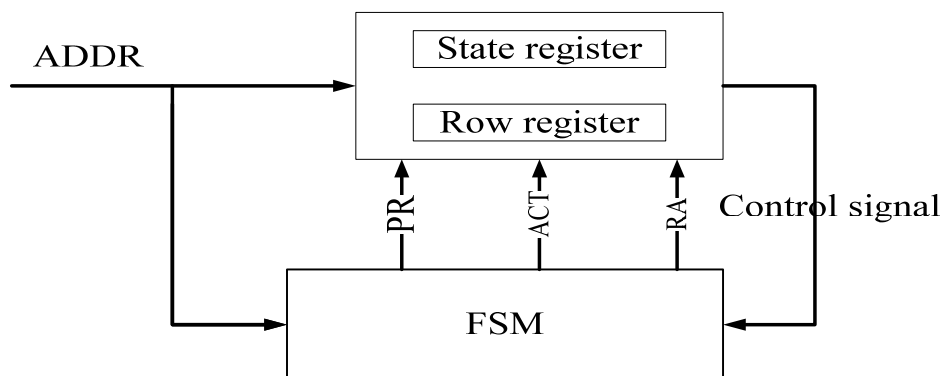 State register
ADDR
Row register
PR
ACT
RA
Control signal
FSM